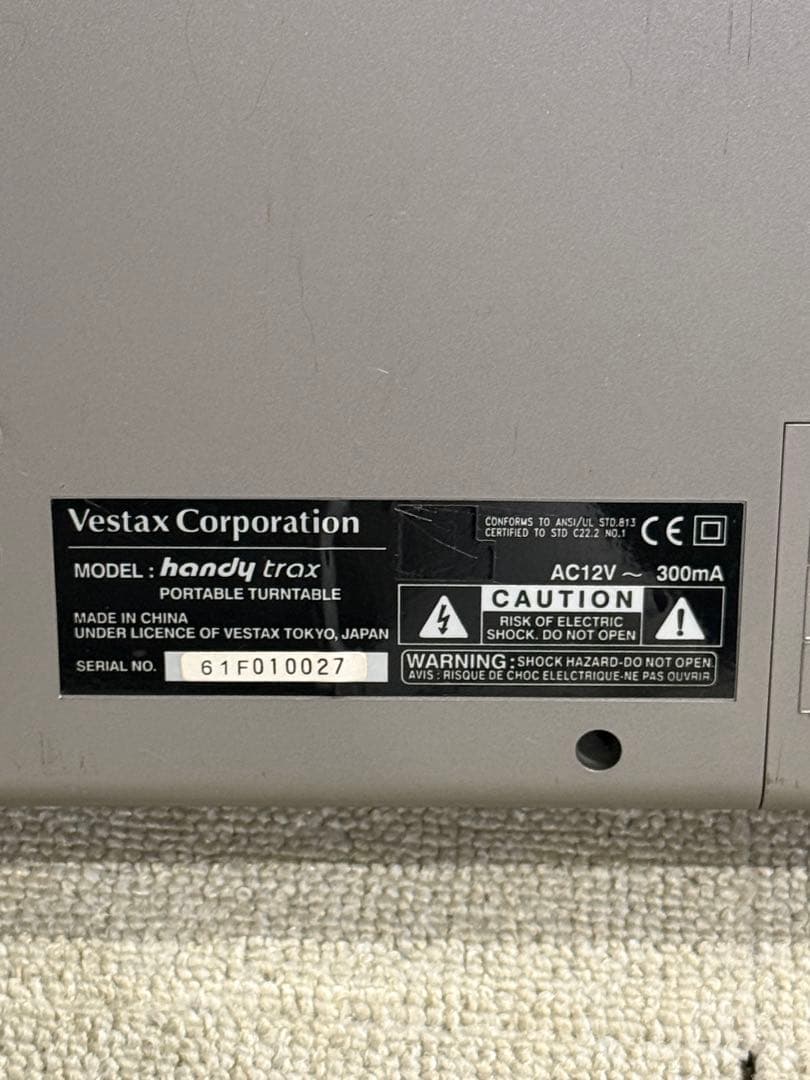 Vestax Corporation
MODEL : handy trax
PORTABLE TURNTABLE
MADE IN CHINA
UNDER LICENCE OF VESTAX TOKYO, JAPAN
SERIAL NO. 61F010027
CONFORMS TO ANSI/UL STD.813
CERTIFIED TO STD C22.2 NO.1
CE
AC12V ~ 300mA
CAUTION
RISK OF ELECTRIC
SHOCK. DO NOT OPEN
WARNING : SHOCK HAZARD-DO NOT OPEN.
AVIS : RISQUE DE CHOC ELELCTRIQUE-NE PAS OUVRIR.